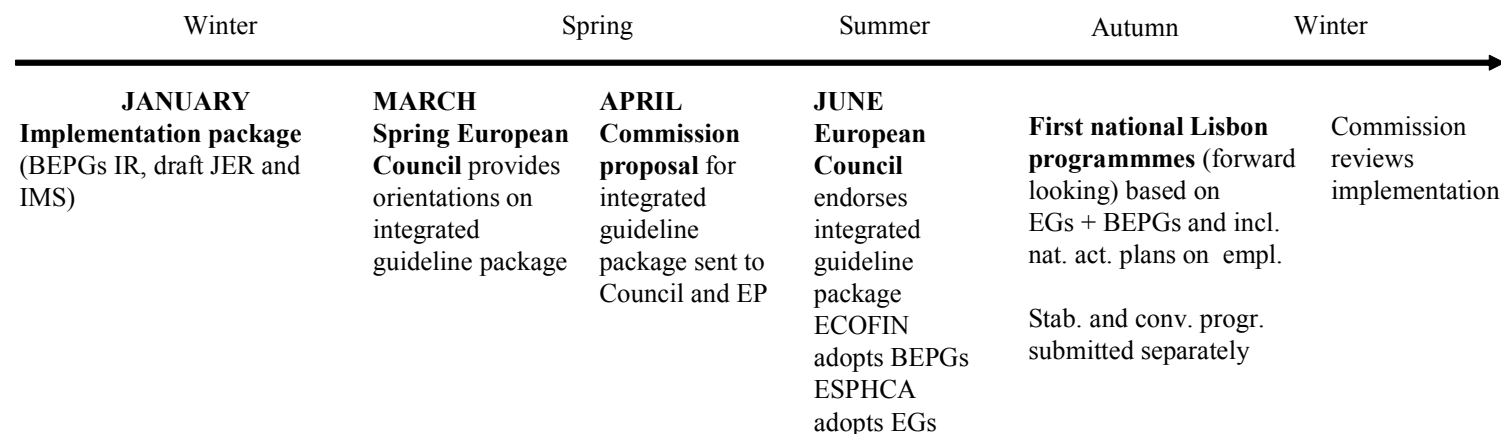 Winter Spring Summer Autumn Winter
JANUARY
Implementation package
(BEPGs IR, draft JER and
IMS)
MARCH
Spring European
Council provides
orientations on
integrated
guideline package
APRIL
Commission
proposal for
integrated
guideline
package sent to
Council and EP
JUNE
European
Council
endorses
integrated
guideline
package
ECOFIN
adopts BEPGs
ESPHCA
adopts EGs
First national Lisbon
programmmes (forward
looking) based on
EGs + BEPGs and incl.
nat. act. plans on empl.
Stab. and conv. progr.
submitted separately
Commission
reviews
implementation